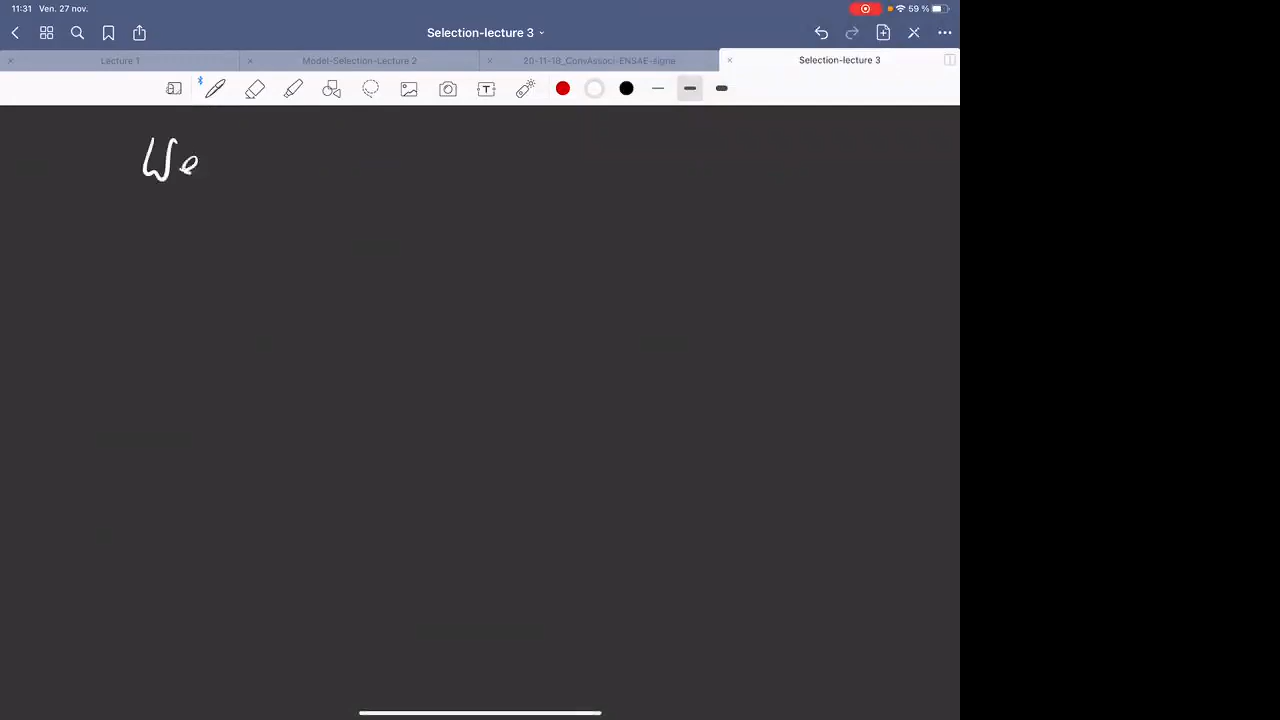 11:31 Ven. 27 nov. 59 %
Selection-lecture 3
Lecture 1 Model-Selection-Lecture 2 20-11-18_ConvAssoci-ENSAE-signe Selection-lecture 3
T
We